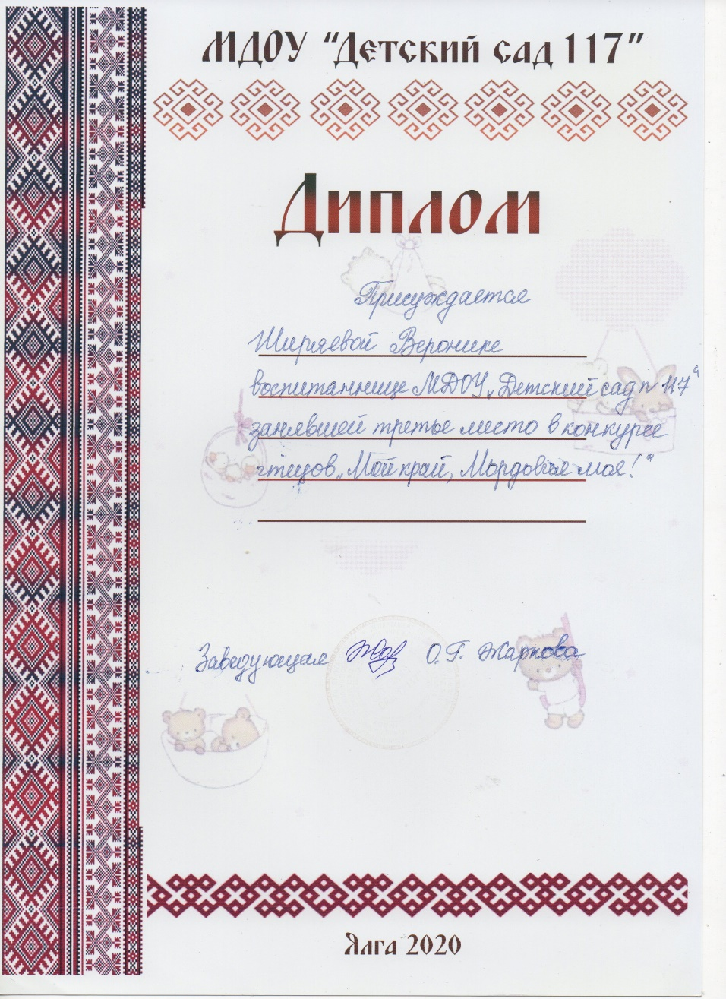 МДОУ “Детский сад 117”
Диплом
Присуждается
Ширяевой Веронике
воспитаннице МДОУ „Детский сад п 117“
занявшей третье место в конкурсе
чтецов „Мой край, Мордовия моя!“
Заведующая О.Г. Жаркова
Ялга 2020